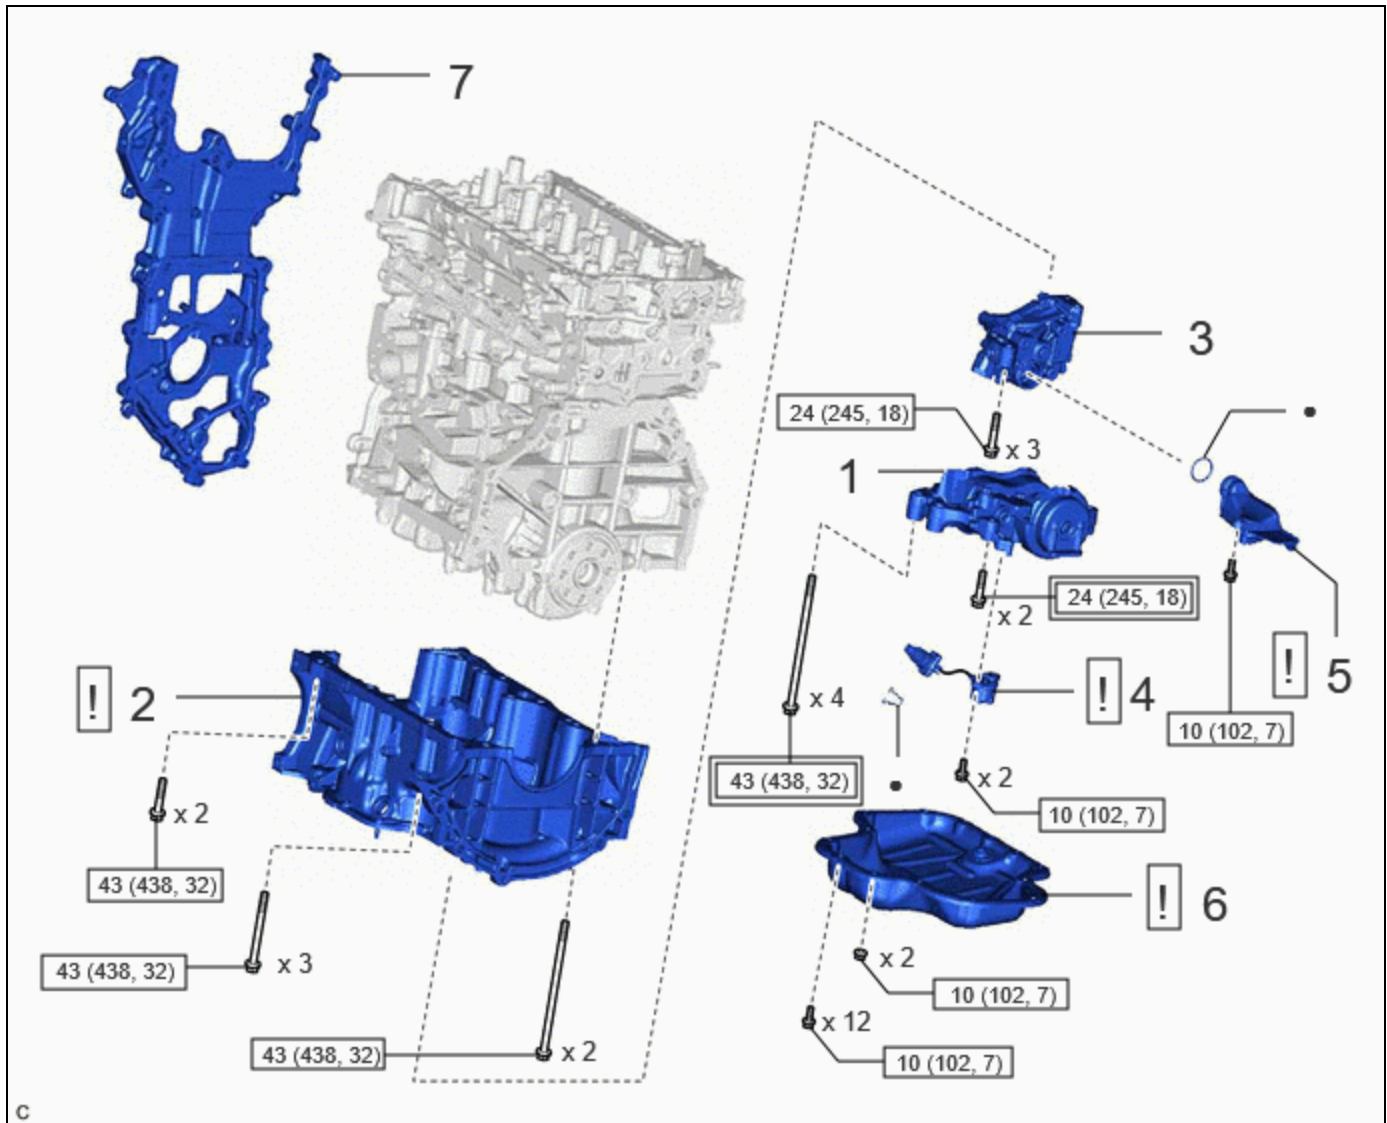 7
3
24 (245, 18)
x 3
1
24 (245, 18)
x 2
! 5
10 (102, 7)
! 4
x 4
43 (438, 32)
x 2
10 (102, 7)
! 2
x 2
43 (438, 32)
x 3
43 (438, 32)
x 2
43 (438, 32)
! 6
x 2
10 (102, 7)
x 12
10 (102, 7)
C